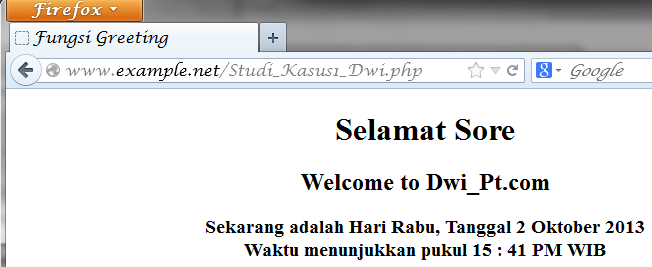 Firefox
Fungsi Greeting
www.example.net/Studi_Kasus1_Dwi.php
Google
Selamat Sore
Welcome to Dwi_Pt.com
Sekarang adalah Hari Rabu, Tanggal 2 Oktober 2013
Waktu menunjukkan pukul 15 : 41 PM WIB